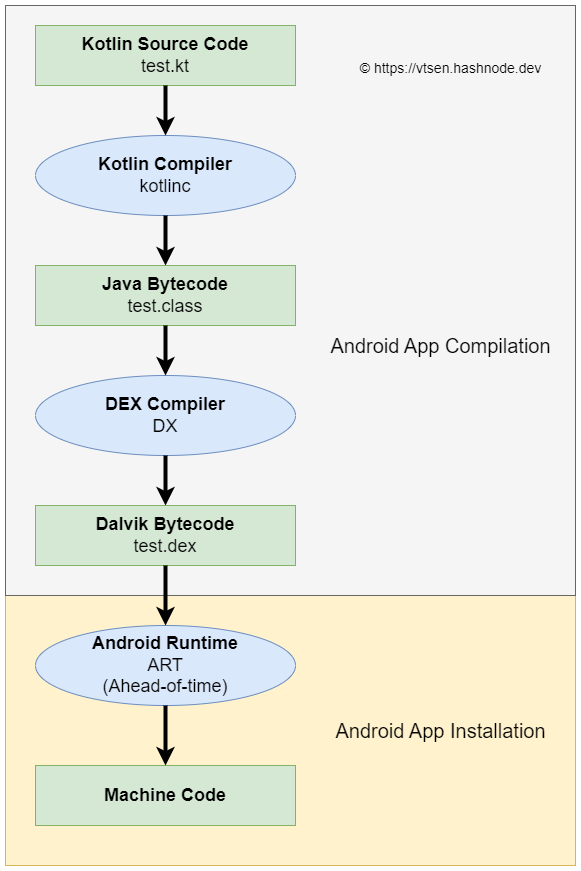 Kotlin Source Code
test.kt
© https://vtsen.hashnode.dev
Kotlin Compiler
kotlinc
Java Bytecode
test.class
Android App Compilation
DEX Compiler
DX
Dalvik Bytecode
test.dex
Android Runtime
ART
(Ahead-of-time)
Android App Installation
Machine Code